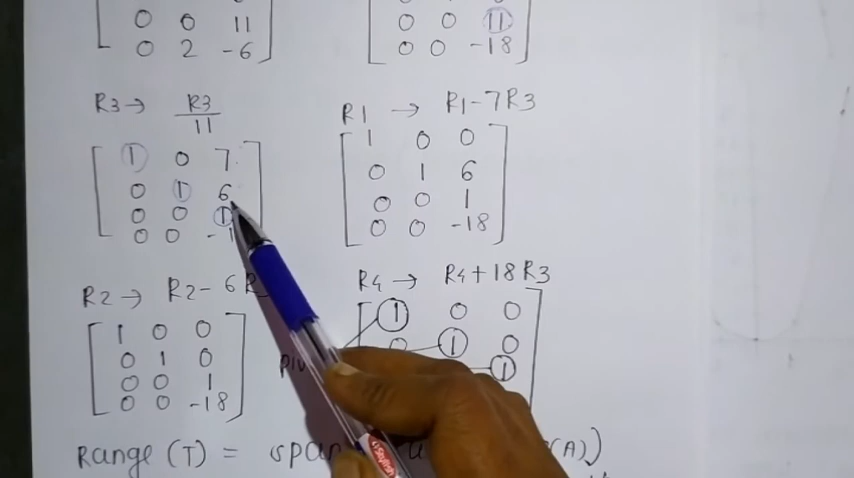 0 0 11
0 2 -6
0 0 11
0 0 -18
R3→ R3/11
1 0 7
0 1 6
0 0 1
0 0 -1
R1 → R1-7R3
1 0 0
0 1 6
0 0 1
0 0 -18
R2→ R2-6R
1 0 0
0 1 0
0 0 1
0 0 -18
R4→ R4+18R3
1 0 0
0 1 0
1
Range (T) = span (A))